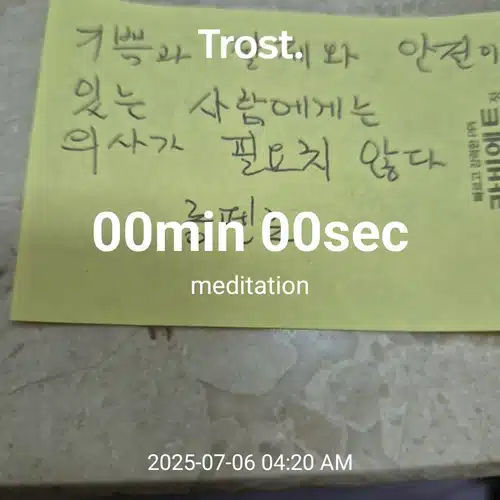 Trost.
기쁨과 안전이
있는 사람에게는
의사가 필요치 않다
00min 00sec
meditation
2025-07-06 04:20 AM